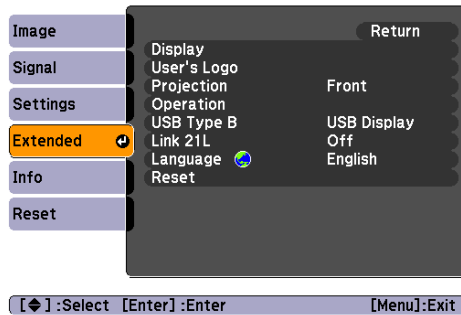 Image
Signal
Settings
Extended
Info
Reset
Return
Display
User's Logo
Projection Front
Operation
USB Type B USB Display
Link 21L Off
Language English
Reset
[◆] :Select [Enter] :Enter [Menu]:Exit